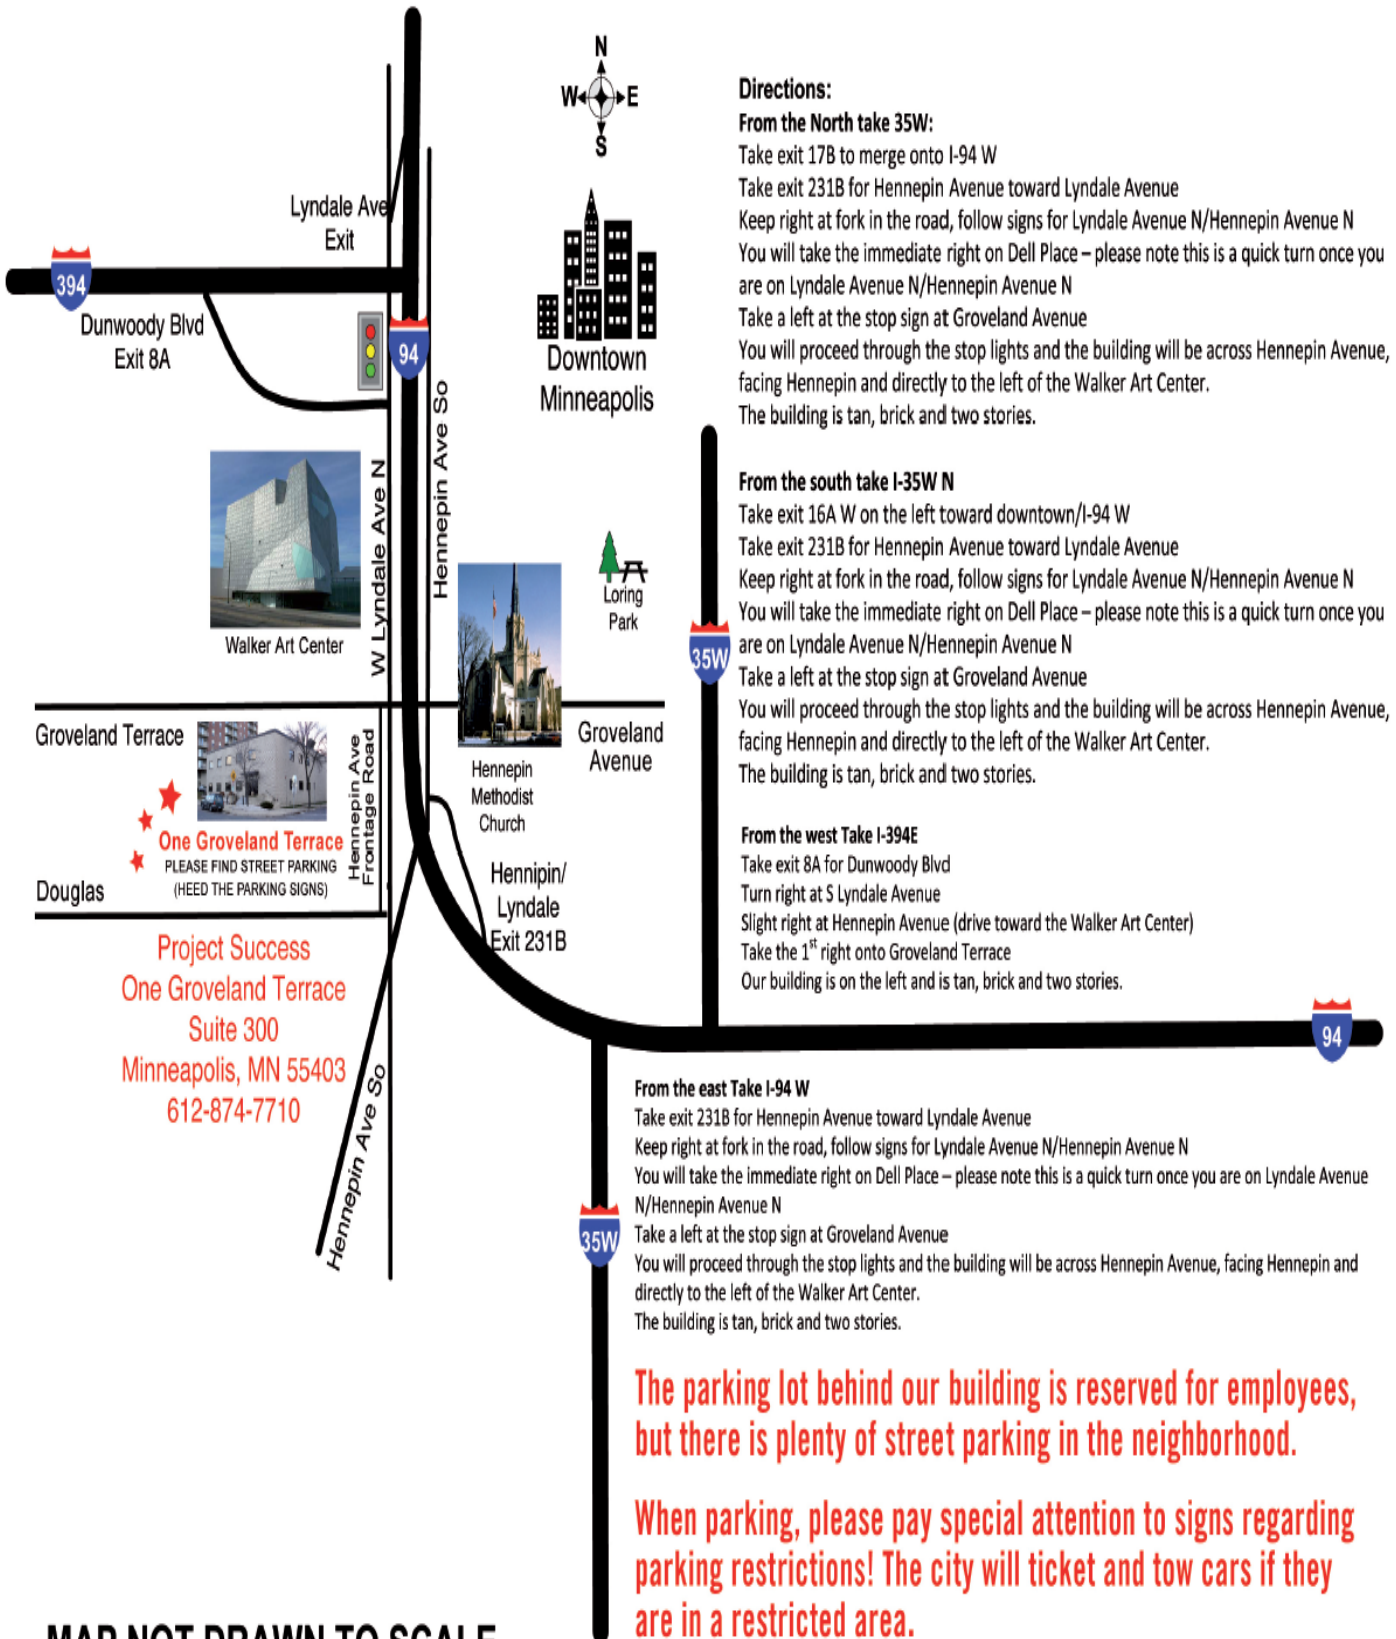 N
W E
S
Lyndale Ave
Exit
394
Dunwoody Blvd
Exit 8A
94
Downtown
Minneapolis
Hennepin Ave So
W Lyndale Ave N
Walker Art Center
Loring
Park
Groveland Terrace
Groveland
Avenue
Hennepin
Methodist
Church
Hennepin Ave
Frontage Road
One Groveland Terrace
PLEASE FIND STREET PARKING
(HEED THE PARKING SIGNS)
Douglas
Hennipin/
Lyndale
Exit 231B
Project Success
One Groveland Terrace
Suite 300
Minneapolis, MN 55403
612-874-7710
Hennepin Ave So
35W
94
35W
Directions:
From the North take 35W:
Take exit 17B to merge onto I-94 W
Take exit 231B for Hennepin Avenue toward Lyndale Avenue
Keep right at fork in the road, follow signs for Lyndale Avenue N/Hennepin Avenue N
You will take the immediate right on Dell Place – please note this is a quick turn once you
are on Lyndale Avenue N/Hennepin Avenue N
Take a left at the stop sign at Groveland Avenue
You will proceed through the stop lights and the building will be across Hennepin Avenue,
facing Hennepin and directly to the left of the Walker Art Center.
The building is tan, brick and two stories.
From the south take I-35W N
Take exit 16A W on the left toward downtown/I-94 W
Take exit 231B for Hennepin Avenue toward Lyndale Avenue
Keep right at fork in the road, follow signs for Lyndale Avenue N/Hennepin Avenue N
You will take the immediate right on Dell Place – please note this is a quick turn once you
are on Lyndale Avenue N/Hennepin Avenue N
Take a left at the stop sign at Groveland Avenue
You will proceed through the stop lights and the building will be across Hennepin Avenue,
facing Hennepin and directly to the left of the Walker Art Center.
The building is tan, brick and two stories.
From the west Take I-394E
Take exit 8A for Dunwoody Blvd
Turn right at S Lyndale Avenue
Slight right at Hennepin Avenue (drive toward the Walker Art Center)
Take the 1st right onto Groveland Terrace
Our building is on the left and is tan, brick and two stories.
From the east Take I-94 W
Take exit 231B for Hennepin Avenue toward Lyndale Avenue
Keep right at fork in the road, follow signs for Lyndale Avenue N/Hennepin Avenue N
You will take the immediate right on Dell Place – please note this is a quick turn once you are on Lyndale Avenue
N/Hennepin Avenue N
Take a left at the stop sign at Groveland Avenue
You will proceed through the stop lights and the building will be across Hennepin Avenue, facing Hennepin and
directly to the left of the Walker Art Center.
The building is tan, brick and two stories.
The parking lot behind our building is reserved for employees,
but there is plenty of street parking in the neighborhood.
When parking, please pay special attention to signs regarding
parking restrictions! The city will ticket and tow cars if they
are in a restricted area.
MAP NOT DRAWN TO SCALE